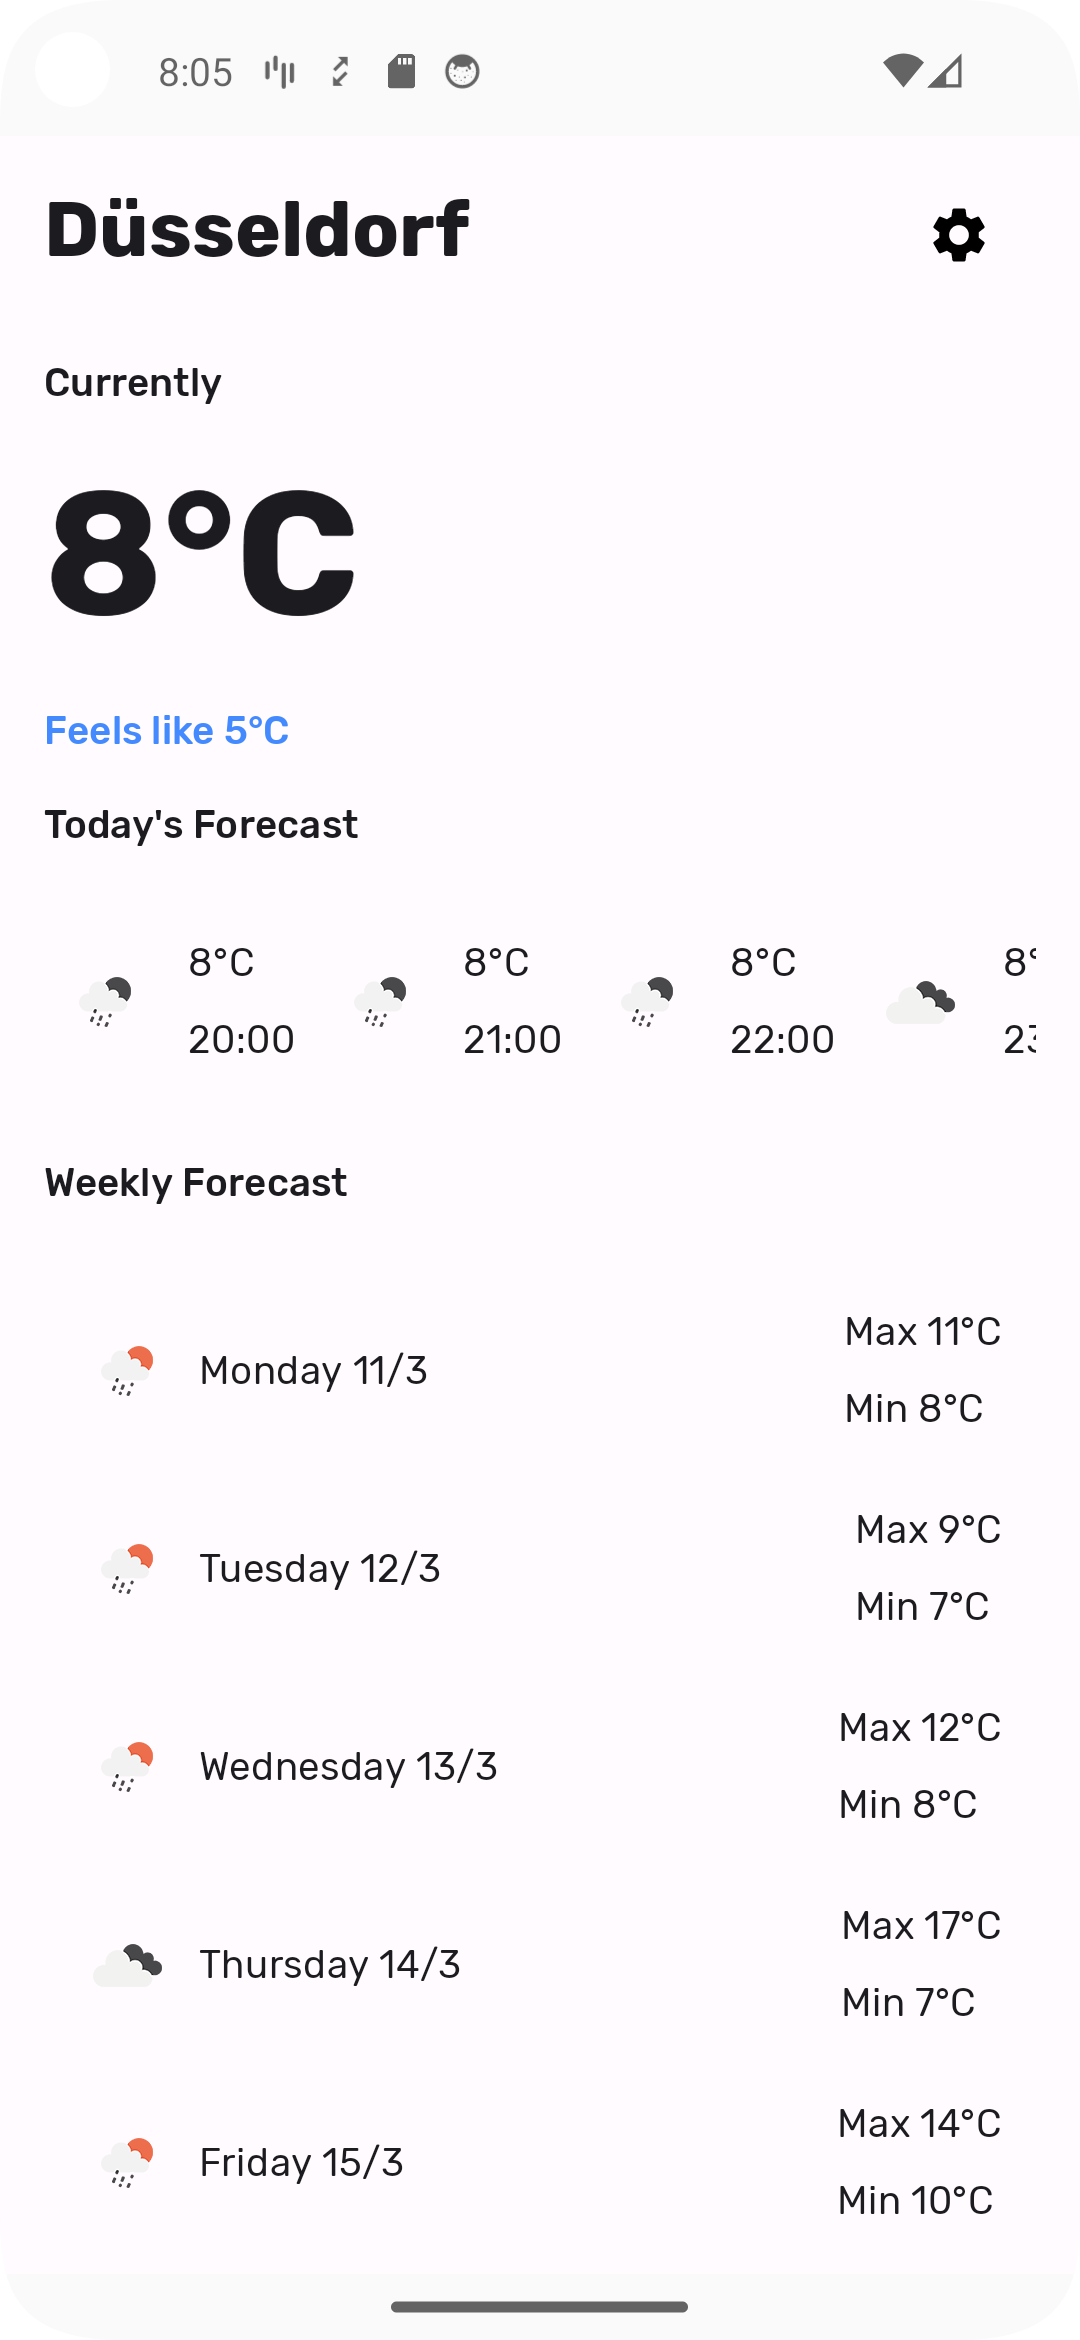 8:05
Düsseldorf
Currently
8°C
Feels like 5°C
Today's Forecast
8°C 8°C 8°C 8°
20:00 21:00 22:00 23
Weekly Forecast
Max 11°C
Monday 11/3
Min 8°C
Max 9°C
Tuesday 12/3
Min 7°C
Max 12°C
Wednesday 13/3
Min 8°C
Max 17°C
Thursday 14/3
Min 7°C
Max 14°C
Friday 15/3
Min 10°C